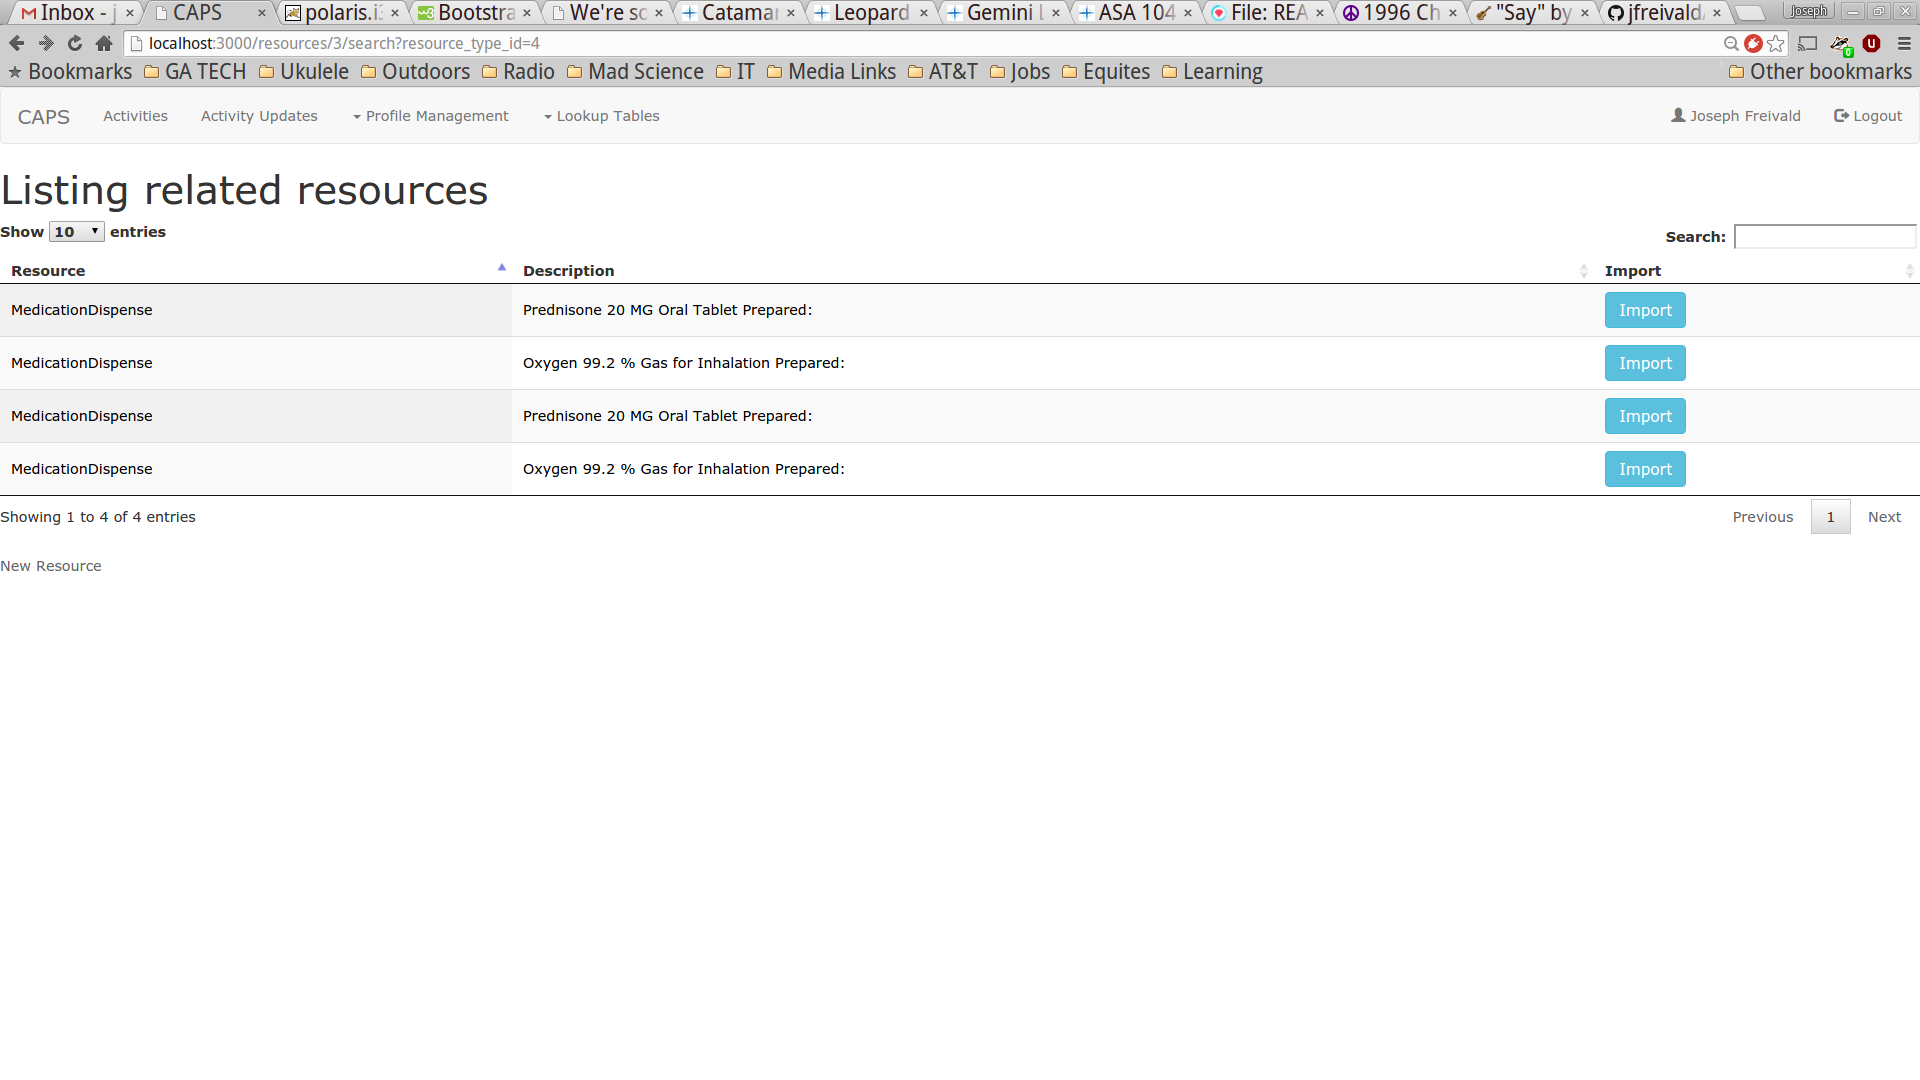 Inbox - j CAPS polaris.i Bootstra We're so Catamar Leopard Gemini L ASA 104 File: REA 1996 Ch "Say" by jfreivald Joseph
localhost:3000/resources/3/search?resource_type_id=4
Bookmarks GA TECH Ukulele Outdoors Radio Mad Science IT Media Links AT&T Jobs Equites Learning Other bookmarks
CAPS Activities Activity Updates Profile Management Lookup Tables Joseph Freivald Logout
Listing related resources
Show 10 entries Search:
Resource Description Import
MedicationDispense Prednisone 20 MG Oral Tablet Prepared: Import
MedicationDispense Oxygen 99.2 % Gas for Inhalation Prepared: Import
MedicationDispense Prednisone 20 MG Oral Tablet Prepared: Import
MedicationDispense Oxygen 99.2 % Gas for Inhalation Prepared: Import
Showing 1 to 4 of 4 entries Previous 1 Next
New Resource